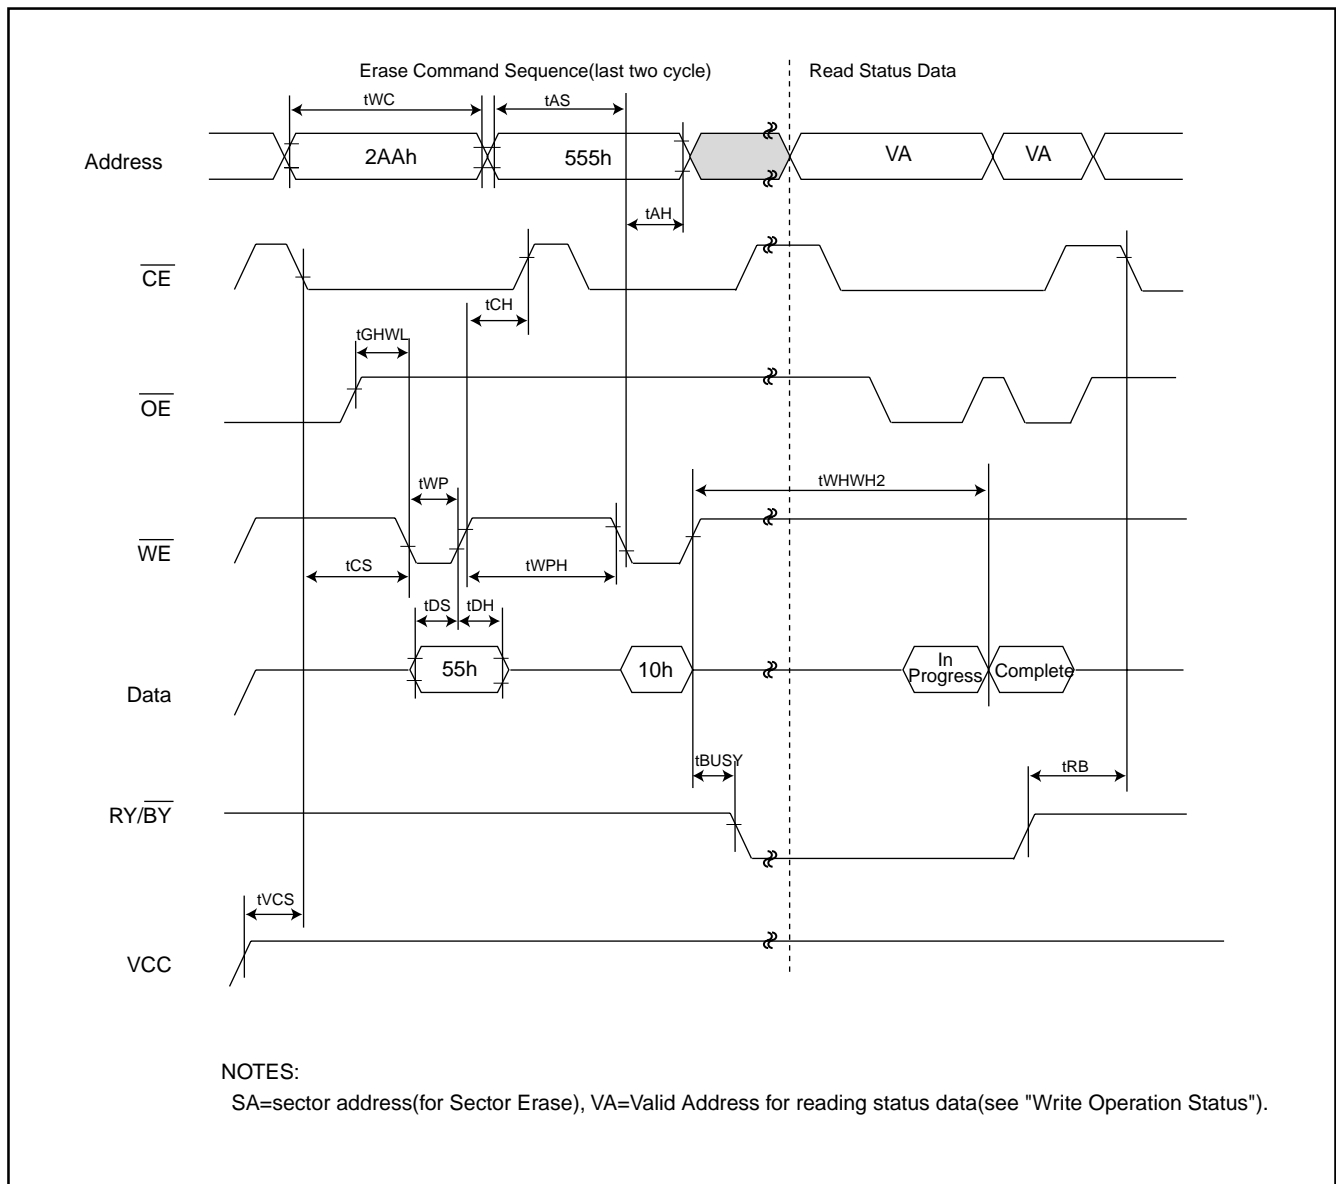 Erase Command Sequence(last two cycle)
Read Status Data
tWC
tAS
Address
2AAh
555h
VA
VA
tAH
CE
tCH
tGHWL
OE
tWP
tWHWH2
WE
tCS
tWPH
tDS
tDH
Data
55h
10h
In
Progress
Complete
tBUSY
tRB
RY/BY
tVCS
VCC
NOTES:
SA=sector address(for Sector Erase), VA=Valid Address for reading status data(see "Write Operation Status").